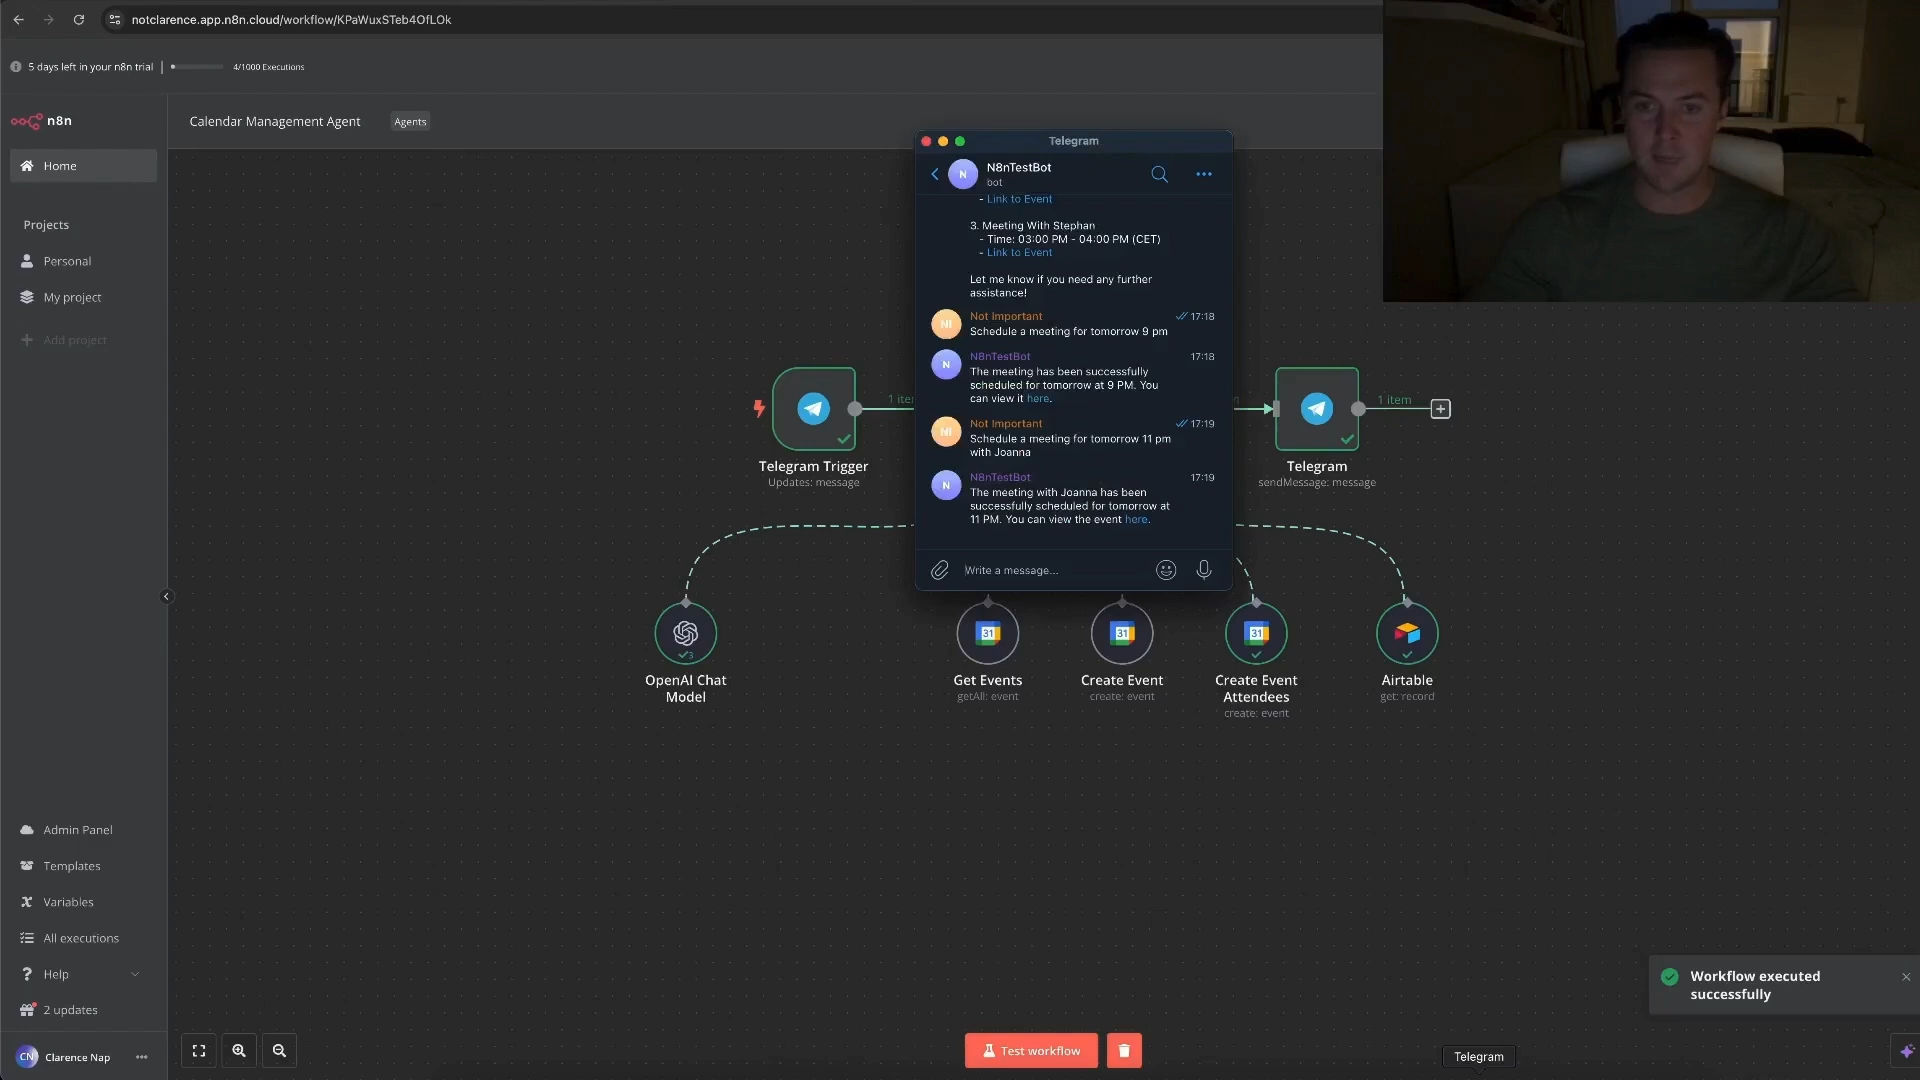 notclarence.app.n8n.cloud/workflow/KPaWuxSTeb4OfLOk
5 days left in your n8n trial
4/1000 Executions
n8n
Calendar Management Agent
Agents
Home
Projects
Personal
My project
Add project
Admin Panel
Templates
Variables
All executions
Help
2 updates
CN
Clarence Nap
Telegram
N
N8nTestBot
bot
- Link to Event
3. Meeting With Stephan
- Time: 03:00 PM - 04:00 PM (CET)
- Link to Event
Let me know if you need any further
assistance!
NI
Not Important
17:18
Schedule a meeting for tomorrow 9 pm
N
N8nTestBot
17:18
The meeting has been successfully
scheduled for tomorrow at 9 PM. You
can view it here.
NI
Not Important
17:19
Schedule a meeting for tomorrow 11 pm
with Joanna
N
N8nTestBot
17:19
The meeting with Joanna has been
successfully scheduled for tomorrow at
11 PM. You can view the event here.
Write a message...
1 item
Telegram Trigger
Updates: message
Telegram
sendMessage: message
3
OpenAI Chat
Model
31
Get Events
getAll: event
31
Create Event
create: event
31
Create Event
Attendees
create: event
Airtable
get: record
Workflow executed
successfully
Test workflow
Telegram